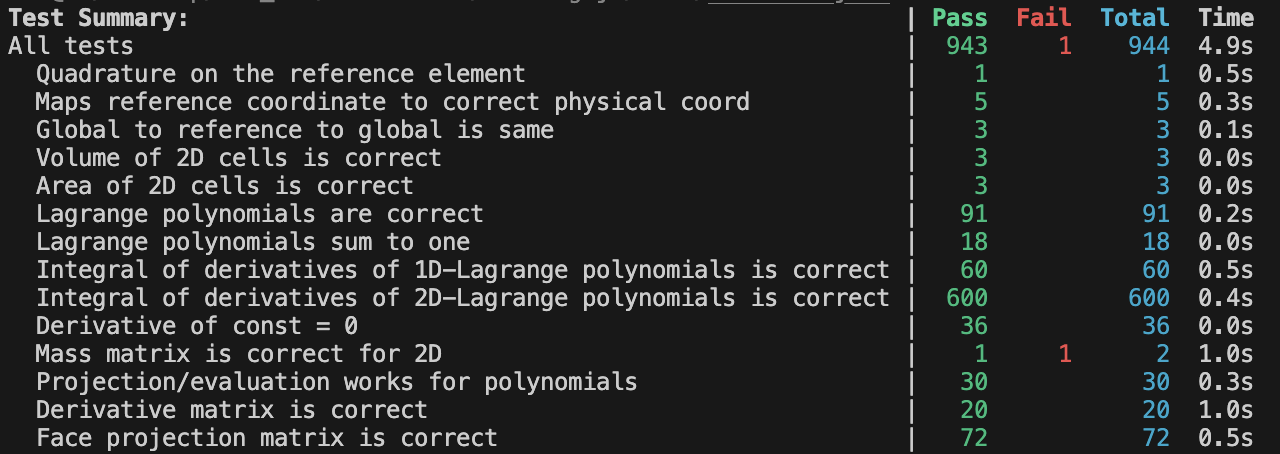 Test Summary: | Pass Fail Total Time
All tests | 943 1 944 4.9s
Quadrature on the reference element | 1 1 0.5s
Maps reference coordinate to correct physical coord | 5 5 0.3s
Global to reference to global is same | 3 3 0.1s
Volume of 2D cells is correct | 3 3 0.0s
Area of 2D cells is correct | 3 3 0.0s
Lagrange polynomials are correct | 91 91 0.2s
Lagrange polynomials sum to one | 18 18 0.0s
Integral of derivatives of 1D-Lagrange polynomials is correct | 60 60 0.5s
Integral of derivatives of 2D-Lagrange polynomials is correct | 600 600 0.4s
Derivative of const = 0 | 36 36 0.0s
Mass matrix is correct for 2D | 1 1 2 1.0s
Projection/evaluation works for polynomials | 30 30 0.3s
Derivative matrix is correct | 20 20 1.0s
Face projection matrix is correct | 72 72 0.5s